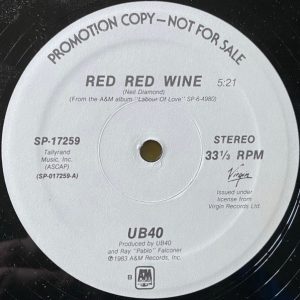 PROMOTION COPY—NOT FOR SALE
RED RED WINE 5:21
(Neil Diamond)
(From the A&M album "Labour Of Love" SP 6-4980)
SP-17259
Tallyrand
Music, Inc.
(ASCAP)
(SP-017259-A)
STEREO
33⅓ RPM
Virgin
Issued under
license from
Virgin Records Ltd.
UB40
Produced by UB40
and Ray "Pablo" Falconer
℗1983 A&M Records, Inc.
B
A&M
RECORDS